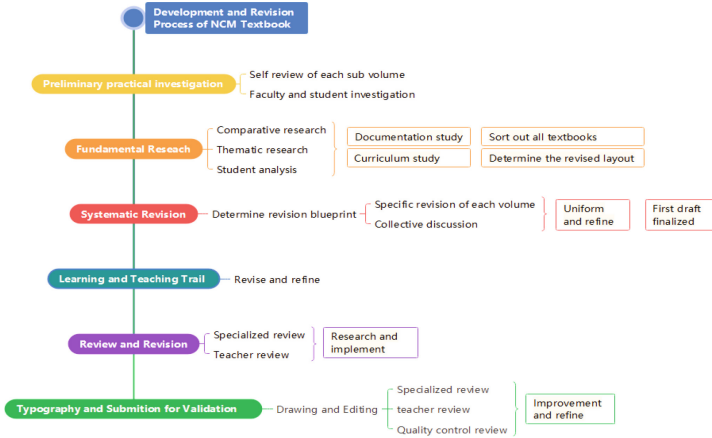 Development and Revision
Process of NCM Textbook
Preliminary practical investigation
Self review of each sub volume
Faculty and student investigation
Fundamental Reseach
Comparative research
Thematic research
Student analysis
Documentation study
Sort out all textbooks
Curriculum study
Determine the revised layout
Systematic Revision
Determine revision blueprint
Specific revision of each volume
Collective discussion
Uniform
and refine
First draft
finalized
Learning and Teaching Trail
Revise and refine
Review and Revision
Specialized review
Teacher review
Research and
implement
Typography and Submition for Validation
Drawing and Editing
Specialized review
teacher review
Quality control review
Improvement
and refine